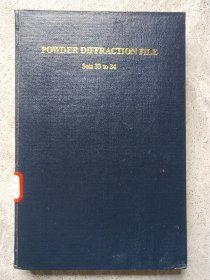 POWDER DIFFRACTION FILE
Sets 33 to 34